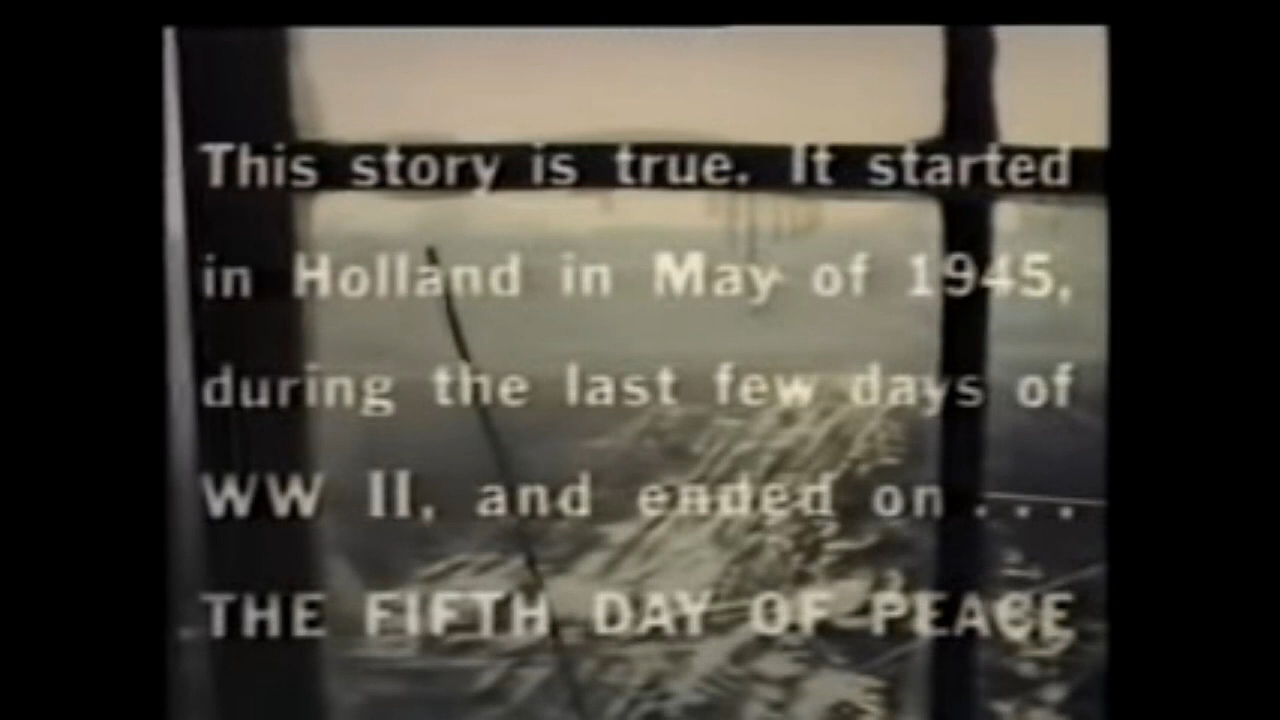 This story is true. It started
in Holland in May of 1945,
during the last few days of
WW II, and ended on . . .
THE FIFTH DAY OF PEACE